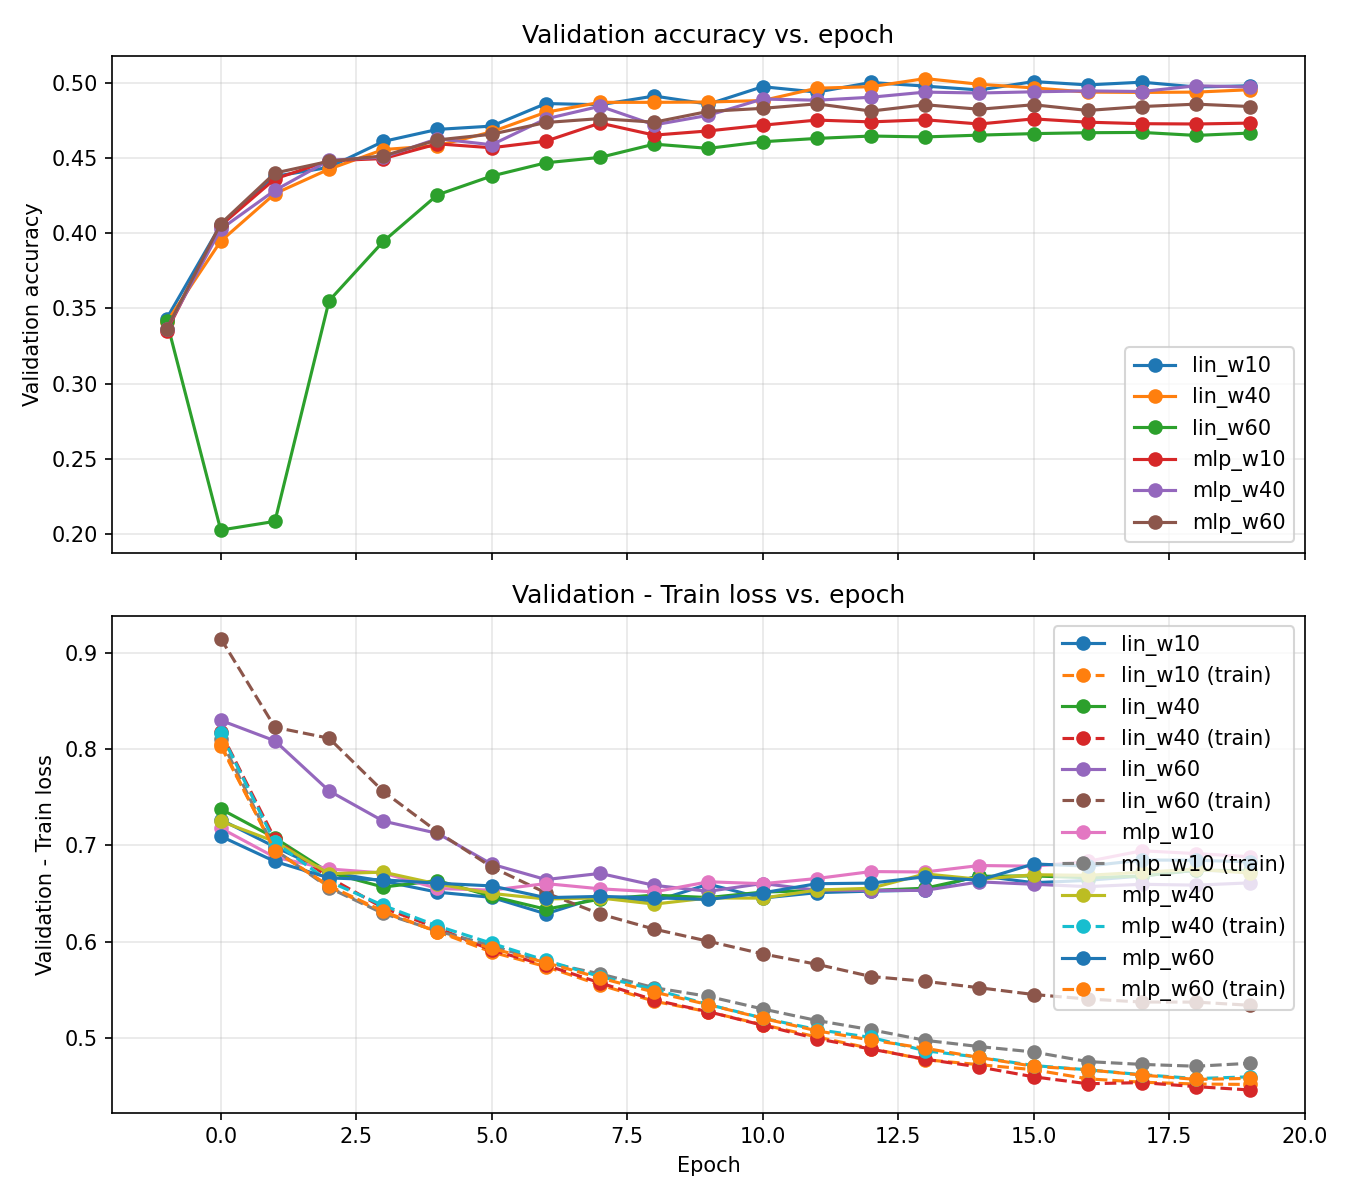 Validation accuracy vs. epoch
Validation accuracy
0.50
0.45
0.40
0.35
0.30
0.25
0.20
lin_w10
lin_w40
lin_w60
mlp_w10
mlp_w40
mlp_w60
Validation - Train loss vs. epoch
Validation - Train loss
0.9
0.8
0.7
0.6
0.5
lin_w10
lin_w10 (train)
lin_w40
lin_w40 (train)
lin_w60
lin_w60 (train)
mlp_w10
mlp_w10 (train)
mlp_w40
mlp_w40 (train)
mlp_w60
mlp_w60 (train)
0.0 2.5 5.0 7.5 10.0 12.5 15.0 17.5 20.0
Epoch